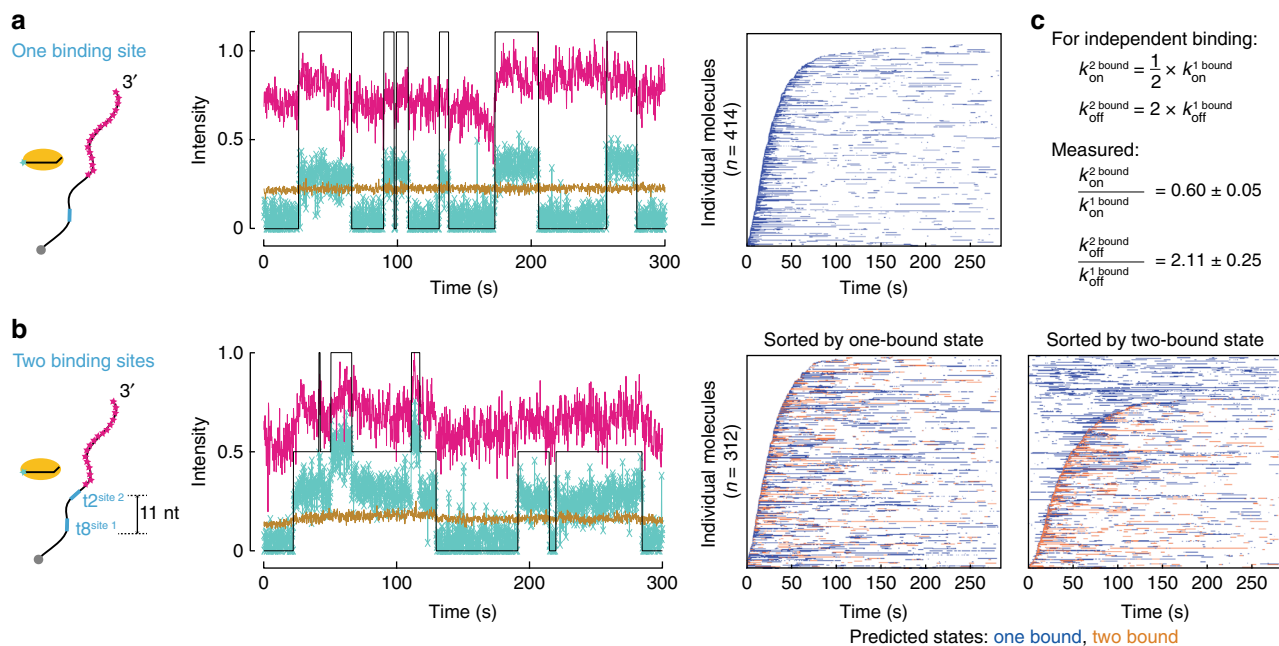 a
One binding site
3′
Intensity
1.0
0.5
0
0 100 200 300
Time (s)
Individual molecules
(n = 414)
0 50 100 150 200 250
Time (s)
c
For independent binding:
k_on^2 bound = 1/2 × k_on^1 bound
k_off^2 bound = 2 × k_off^1 bound
Measured:
k_on^2 bound / k_on^1 bound = 0.60 ± 0.05
k_off^2 bound / k_off^1 bound = 2.11 ± 0.25
b
Two binding sites
3′
t2^site 2
t8^site 1
11 nt
Intensity
1.0
0.5
0
0 100 200 300
Time (s)
Sorted by one-bound state
Individual molecules
(n = 312)
0 50 100 150 200 250
Time (s)
Sorted by two-bound state
0 50 100 150 200 250
Time (s)
Predicted states: one bound, two bound